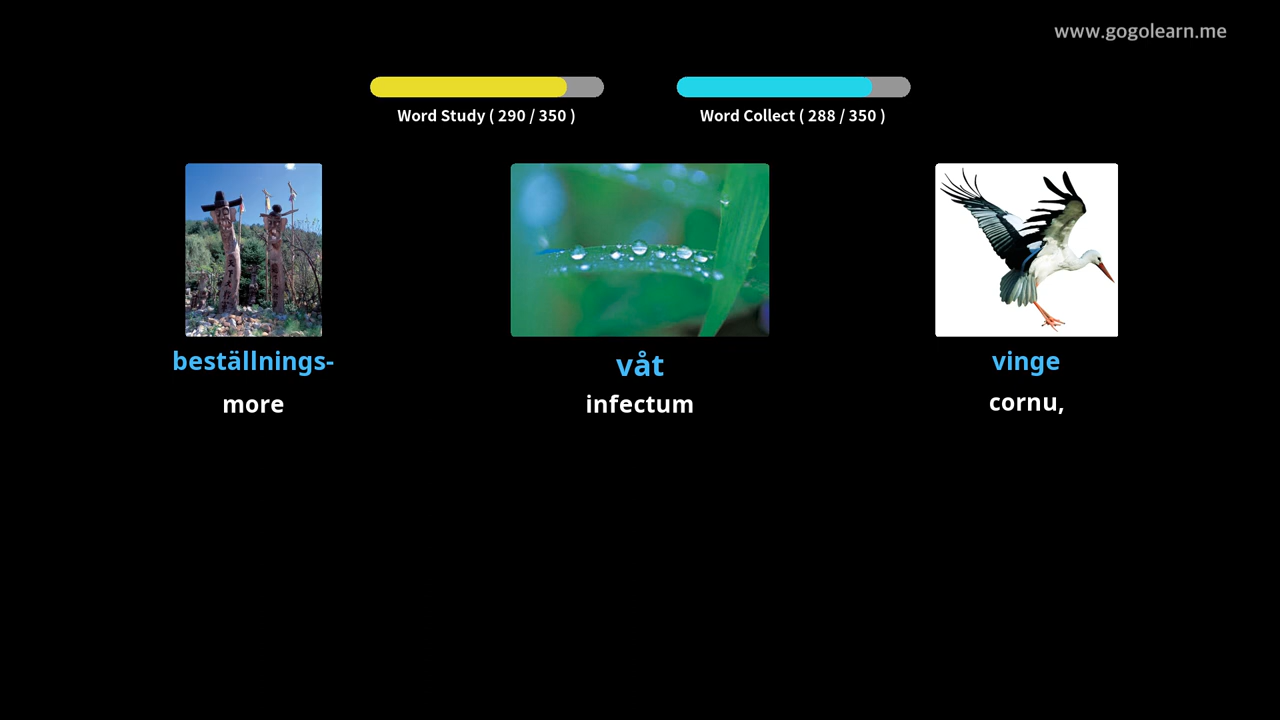 www.gogolearn.me
Word Study ( 290 / 350 )
Word Collect ( 288 / 350 )
beställnings-
more
våt
infectum
vinge
cornu,